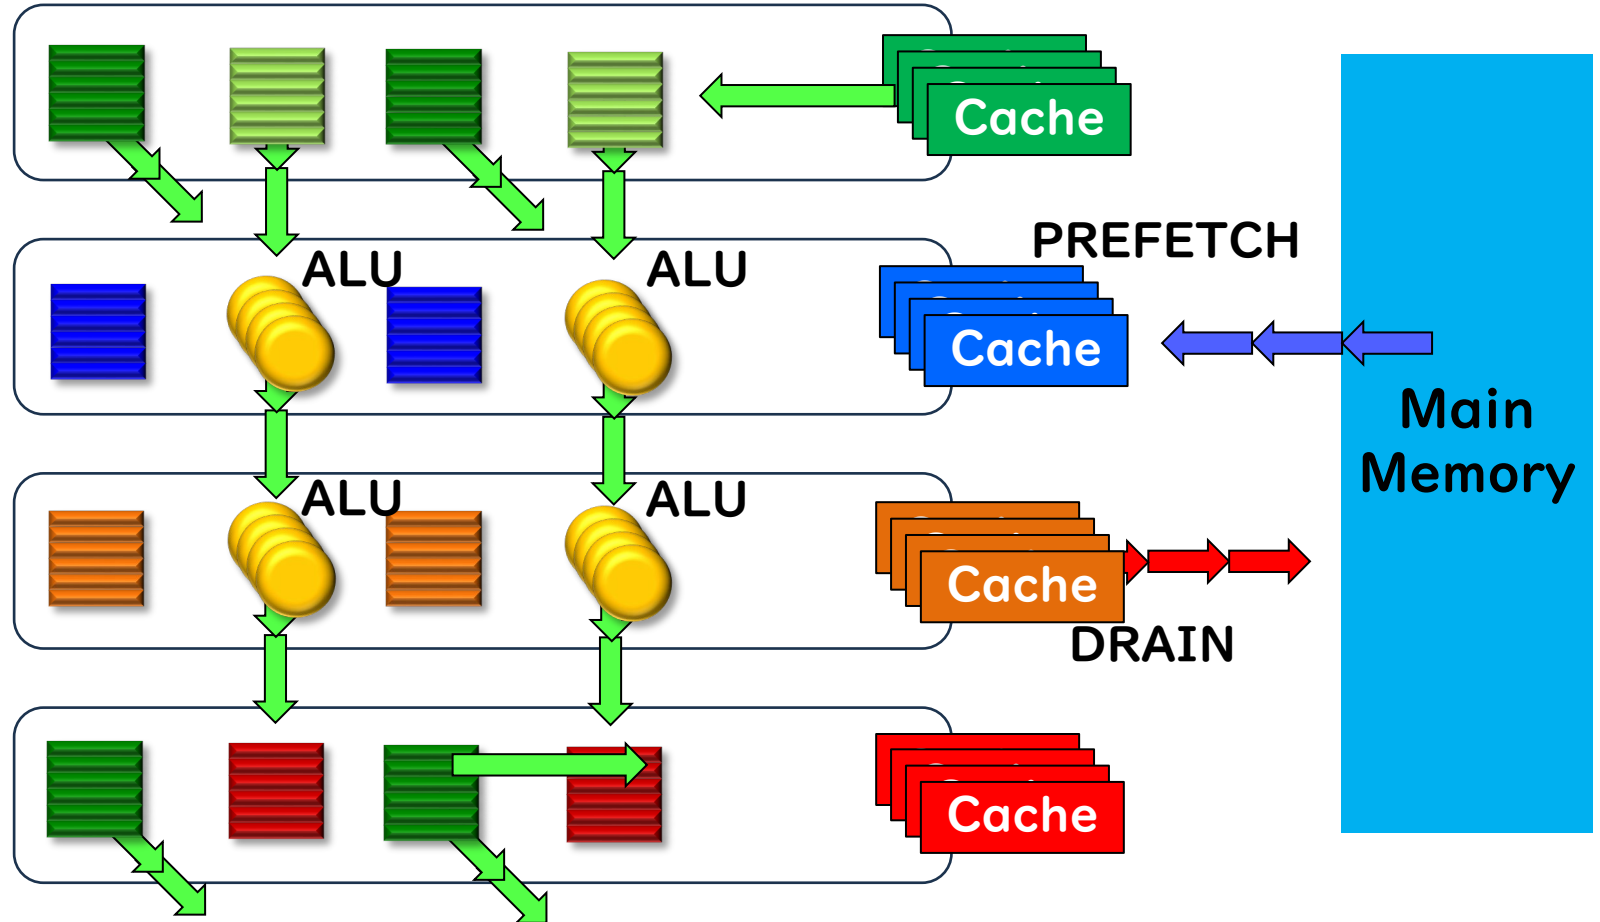 Cache
PREFETCH
ALU
ALU
Cache
Main
Memory
ALU
ALU
Cache
DRAIN
Cache